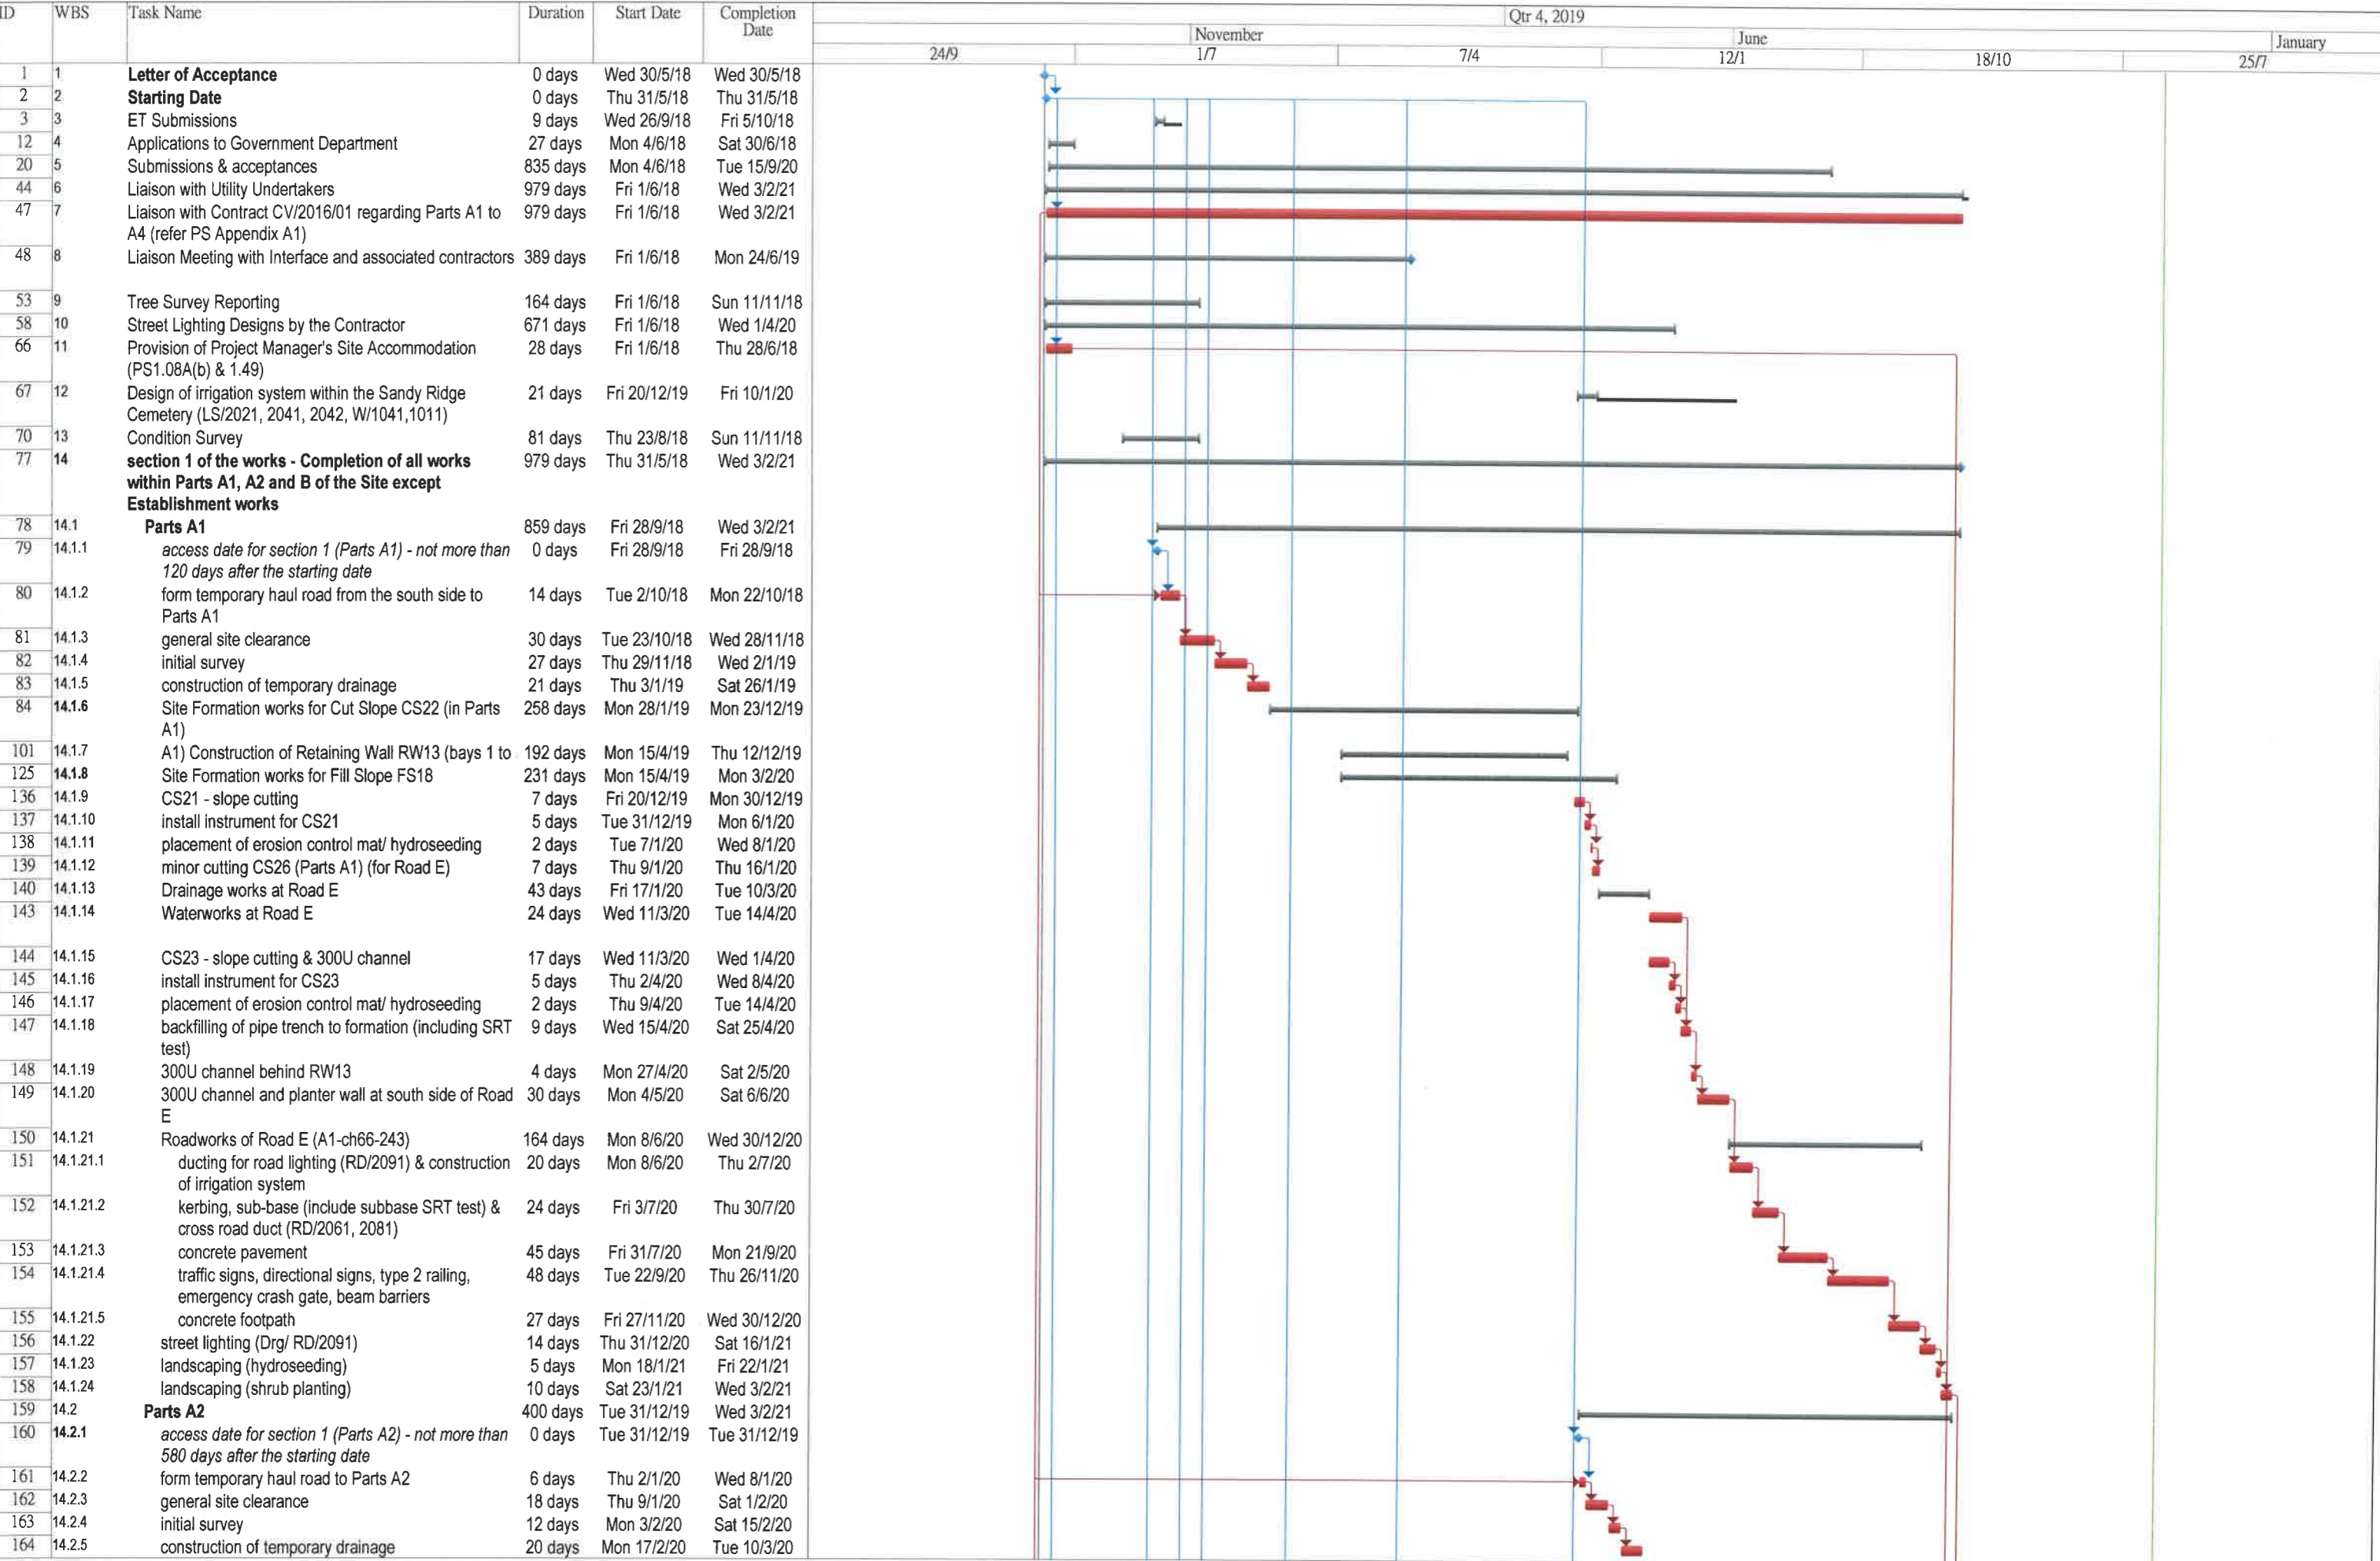 ID WBS Task Name Duration Start Date Completion Date
Qtr 4, 2019
November June January
24/9 1/7 7/4 12/1 18/10 25/7
1 1 Letter of Acceptance 0 days Wed 30/5/18 Wed 30/5/18
2 2 Starting Date 0 days Thu 31/5/18 Thu 31/5/18
3 3 ET Submissions 9 days Wed 26/9/18 Fri 5/10/18
12 4 Applications to Government Department 27 days Mon 4/6/18 Sat 30/6/18
20 5 Submissions & acceptances 835 days Mon 4/6/18 Tue 15/9/20
44 6 Liaison with Utility Undertakers 979 days Fri 1/6/18 Wed 3/2/21
47 7 Liaison with Contract CV/2016/01 regarding Parts A1 to 979 days Fri 1/6/18 Wed 3/2/21
A4 (refer PS Appendix A1)
48 8 Liaison Meeting with Interface and associated contractors 389 days Fri 1/6/18 Mon 24/6/19
53 9 Tree Survey Reporting 164 days Fri 1/6/18 Sun 11/11/18
58 10 Street Lighting Designs by the Contractor 671 days Fri 1/6/18 Wed 1/4/20
66 11 Provision of Project Manager's Site Accommodation 28 days Fri 1/6/18 Thu 28/6/18
(PS1.08A(b) & 1.49)
67 12 Design of irrigation system within the Sandy Ridge 21 days Fri 20/12/19 Fri 10/1/20
Cemetery (LS/2021, 2041, 2042, W/1041,1011)
70 13 Condition Survey 81 days Thu 23/8/18 Sun 11/11/18
77 14 section 1 of the works - Completion of all works 979 days Thu 31/5/18 Wed 3/2/21
within Parts A1, A2 and B of the Site except
Establishment works
78 14.1 Parts A1 859 days Fri 28/9/18 Wed 3/2/21
79 14.1.1 access date for section 1 (Parts A1) - not more than 0 days Fri 28/9/18 Fri 28/9/18
120 days after the starting date
80 14.1.2 form temporary haul road from the south side to 14 days Tue 2/10/18 Mon 22/10/18
Parts A1
81 14.1.3 general site clearance 30 days Tue 23/10/18 Wed 28/11/18
82 14.1.4 initial survey 27 days Thu 29/11/18 Wed 2/1/19
83 14.1.5 construction of temporary drainage 21 days Thu 3/1/19 Sat 26/1/19
84 14.1.6 Site Formation works for Cut Slope CS22 (in Parts 258 days Mon 28/1/19 Mon 23/12/19
A1)
101 14.1.7 A1) Construction of Retaining Wall RW13 (bays 1 to 192 days Mon 15/4/19 Thu 12/12/19
125 14.1.8 Site Formation works for Fill Slope FS18 231 days Mon 15/4/19 Mon 3/2/20
136 14.1.9 CS21 - slope cutting 7 days Fri 20/12/19 Mon 30/12/19
137 14.1.10 install instrument for CS21 5 days Tue 31/12/19 Mon 6/1/20
138 14.1.11 placement of erosion control mat/ hydroseeding 2 days Tue 7/1/20 Wed 8/1/20
139 14.1.12 minor cutting CS26 (Parts A1) (for Road E) 7 days Thu 9/1/20 Thu 16/1/20
140 14.1.13 Drainage works at Road E 43 days Fri 17/1/20 Tue 10/3/20
143 14.1.14 Waterworks at Road E 24 days Wed 11/3/20 Tue 14/4/20
144 14.1.15 CS23 - slope cutting & 300U channel 17 days Wed 11/3/20 Wed 1/4/20
145 14.1.16 install instrument for CS23 5 days Thu 2/4/20 Wed 8/4/20
146 14.1.17 placement of erosion control mat/ hydroseeding 2 days Thu 9/4/20 Tue 14/4/20
147 14.1.18 backfilling of pipe trench to formation (including SRT 9 days Wed 15/4/20 Sat 25/4/20
test)
148 14.1.19 300U channel behind RW13 4 days Mon 27/4/20 Sat 2/5/20
149 14.1.20 300U channel and planter wall at south side of Road 30 days Mon 4/5/20 Sat 6/6/20
E
150 14.1.21 Roadworks of Road E (A1-ch66-243) 164 days Mon 8/6/20 Wed 30/12/20
151 14.1.21.1 ducting for road lighting (RD/2091) & construction 20 days Mon 8/6/20 Thu 2/7/20
of irrigation system
152 14.1.21.2 kerbing, sub-base (include subbase SRT test) & 24 days Fri 3/7/20 Thu 30/7/20
cross road duct (RD/2061, 2081)
153 14.1.21.3 concrete pavement 45 days Fri 31/7/20 Mon 21/9/20
154 14.1.21.4 traffic signs, directional signs, type 2 railing, 48 days Tue 22/9/20 Thu 26/11/20
emergency crash gate, beam barriers
155 14.1.21.5 concrete footpath 27 days Fri 27/11/20 Wed 30/12/20
156 14.1.22 street lighting (Drg/ RD/2091) 14 days Thu 31/12/20 Sat 16/1/21
157 14.1.23 landscaping (hydroseeding) 5 days Mon 18/1/21 Fri 22/1/21
158 14.1.24 landscaping (shrub planting) 10 days Sat 23/1/21 Wed 3/2/21
159 14.2 Parts A2 400 days Tue 31/12/19 Wed 3/2/21
160 14.2.1 access date for section 1 (Parts A2) - not more than 0 days Tue 31/12/19 Tue 31/12/19
580 days after the starting date
161 14.2.2 form temporary haul road to Parts A2 6 days Thu 2/1/20 Wed 8/1/20
162 14.2.3 general site clearance 18 days Thu 9/1/20 Sat 1/2/20
163 14.2.4 initial survey 12 days Mon 3/2/20 Sat 15/2/20
164 14.2.5 construction of temporary drainage 20 days Mon 17/2/20 Tue 10/3/20